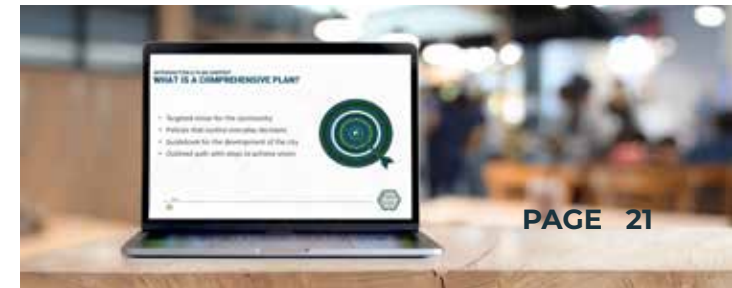 INTRODUCTION & PLAN CONTEXT
WHAT IS A COMPREHENSIVE PLAN?
• Targeted vision for the community
• Policies that control everyday decisions
• Guidebook for the development of the city
• Outlined path with steps to achieve vision
PAGE 21